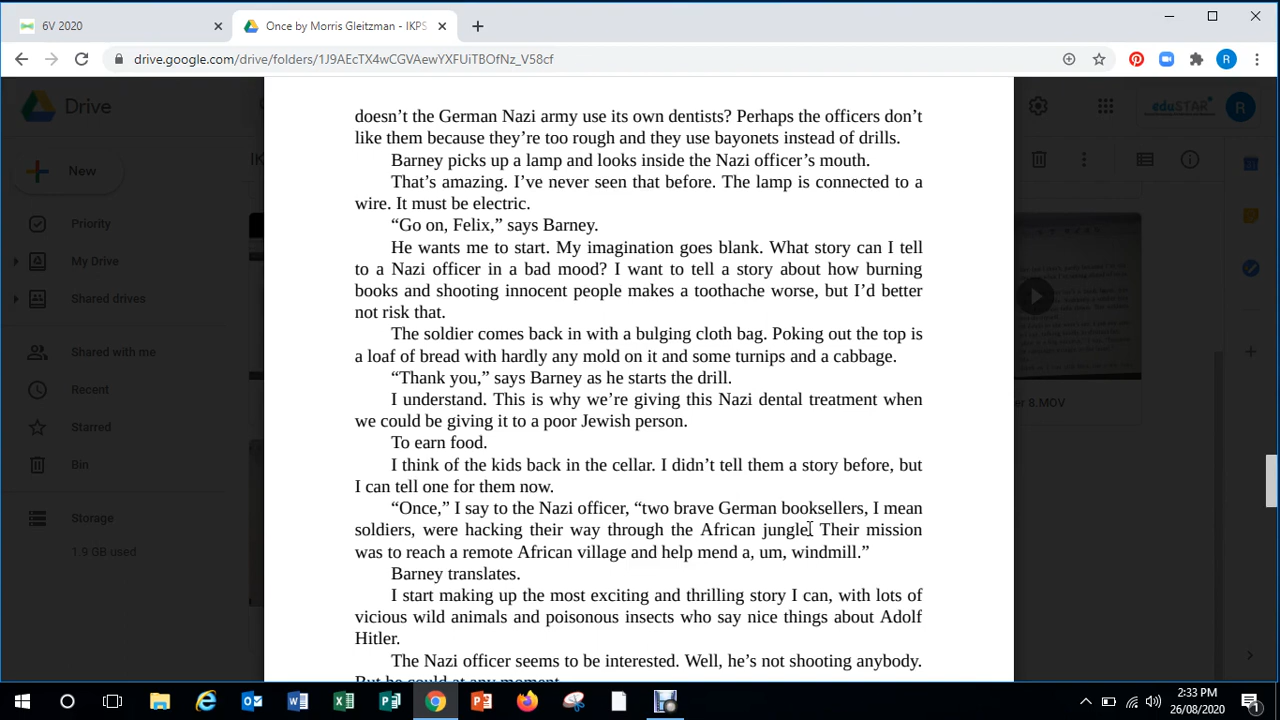 6V 2020
Once by Morris Gleitzman - IKPS
drive.google.com/drive/folders/1J9AEcTX4wCGVAewYXFUiTBOfNz_V58cf
R
Drive
eduSTAR
R
New
Priority
My Drive
Shared drives
Shared with me
Recent
Starred
Bin
Storage
1.9 GB used
er 8.MOV
doesn’t the German Nazi army use its own dentists? Perhaps the officers don’t
like them because they’re too rough and they use bayonets instead of drills.
Barney picks up a lamp and looks inside the Nazi officer’s mouth.
That’s amazing. I’ve never seen that before. The lamp is connected to a
wire. It must be electric.
“Go on, Felix,” says Barney.
He wants me to start. My imagination goes blank. What story can I tell
to a Nazi officer in a bad mood? I want to tell a story about how burning
books and shooting innocent people makes a toothache worse, but I’d better
not risk that.
The soldier comes back in with a bulging cloth bag. Poking out the top is
a loaf of bread with hardly any mold on it and some turnips and a cabbage.
“Thank you,” says Barney as he starts the drill.
I understand. This is why we’re giving this Nazi dental treatment when
we could be giving it to a poor Jewish person.
To earn food.
I think of the kids back in the cellar. I didn’t tell them a story before, but
I can tell one for them now.
“Once,” I say to the Nazi officer, “two brave German booksellers, I mean
soldiers, were hacking their way through the African jungle. Their mission
was to reach a remote African village and help mend a, um, windmill.”
Barney translates.
I start making up the most exciting and thrilling story I can, with lots of
vicious wild animals and poisonous insects who say nice things about Adolf
Hitler.
The Nazi officer seems to be interested. Well, he’s not shooting anybody.
But he could at any moment.
2:33 PM
26/08/2020